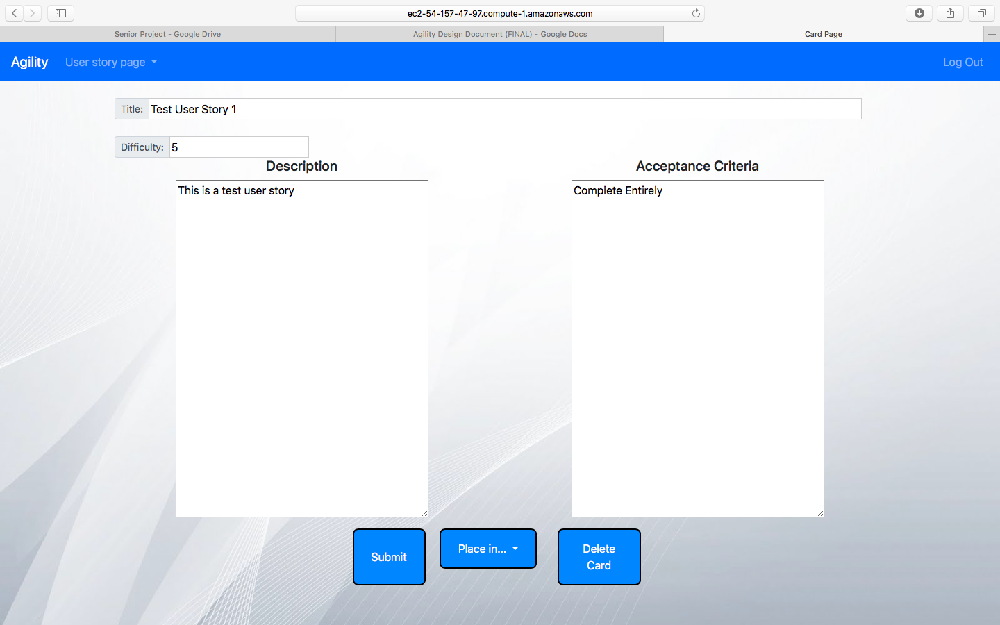 ec2-54-157-47-97.compute-1.amazonaws.com
Senior Project - Google Drive
Agility Design Document (FINAL) - Google Docs
Card Page
Agility
User story page
Log Out
Title: Test User Story 1
Difficulty: 5
Description
Acceptance Criteria
This is a test user story
Complete Entirely
Submit
Place in...
Delete
Card